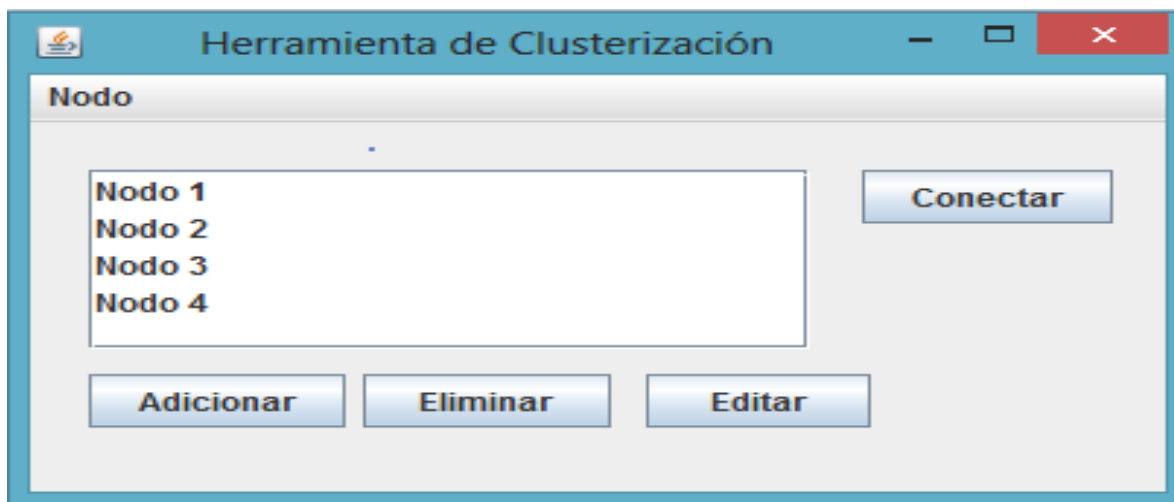 Herramienta de Clusterización
Nodo
Nodo 1
Nodo 2
Nodo 3
Nodo 4
Conectar
Adicionar
Eliminar
Editar